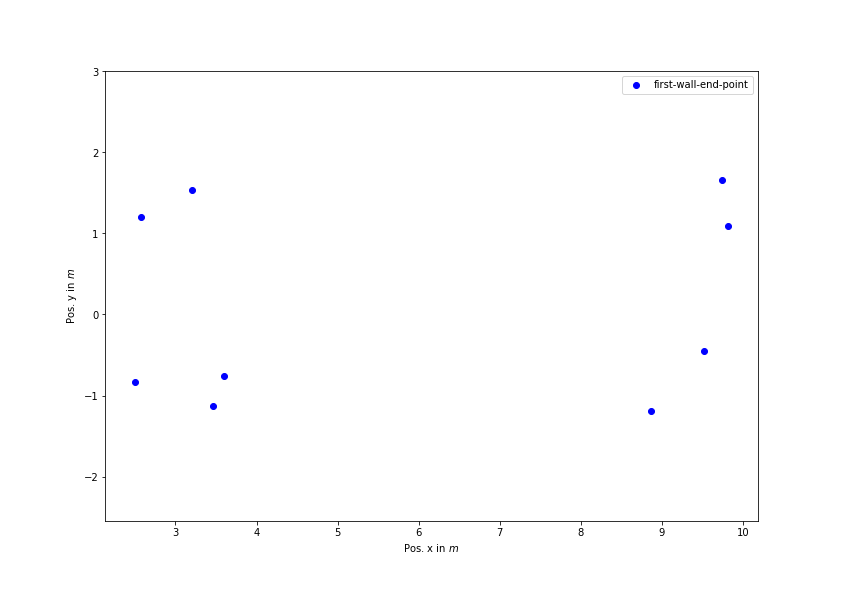 first-wall-end-point
3
2
1
0
−1
−2
Pos. y in m
3 4 5 6 7 8 9 10
Pos. x in m